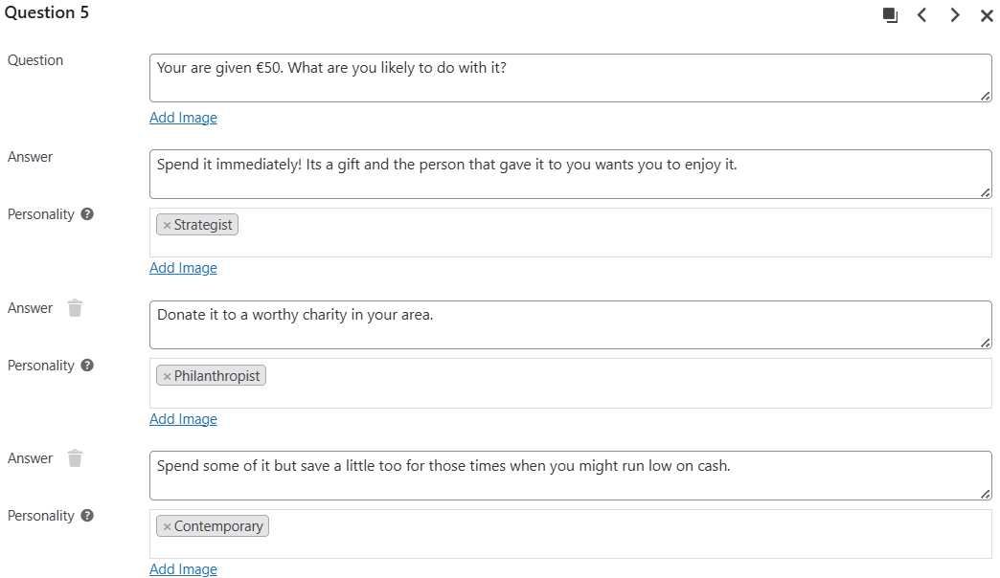 Question 5
Question
Your are given €50. What are you likely to do with it?
Add Image
Answer
Spend it immediately! Its a gift and the person that gave it to you wants you to enjoy it.
Personality ?
× Strategist
Add Image
Answer
Donate it to a worthy charity in your area.
Personality ?
× Philanthropist
Add Image
Answer
Spend some of it but save a little too for those times when you might run low on cash.
Personality ?
× Contemporary
Add Image